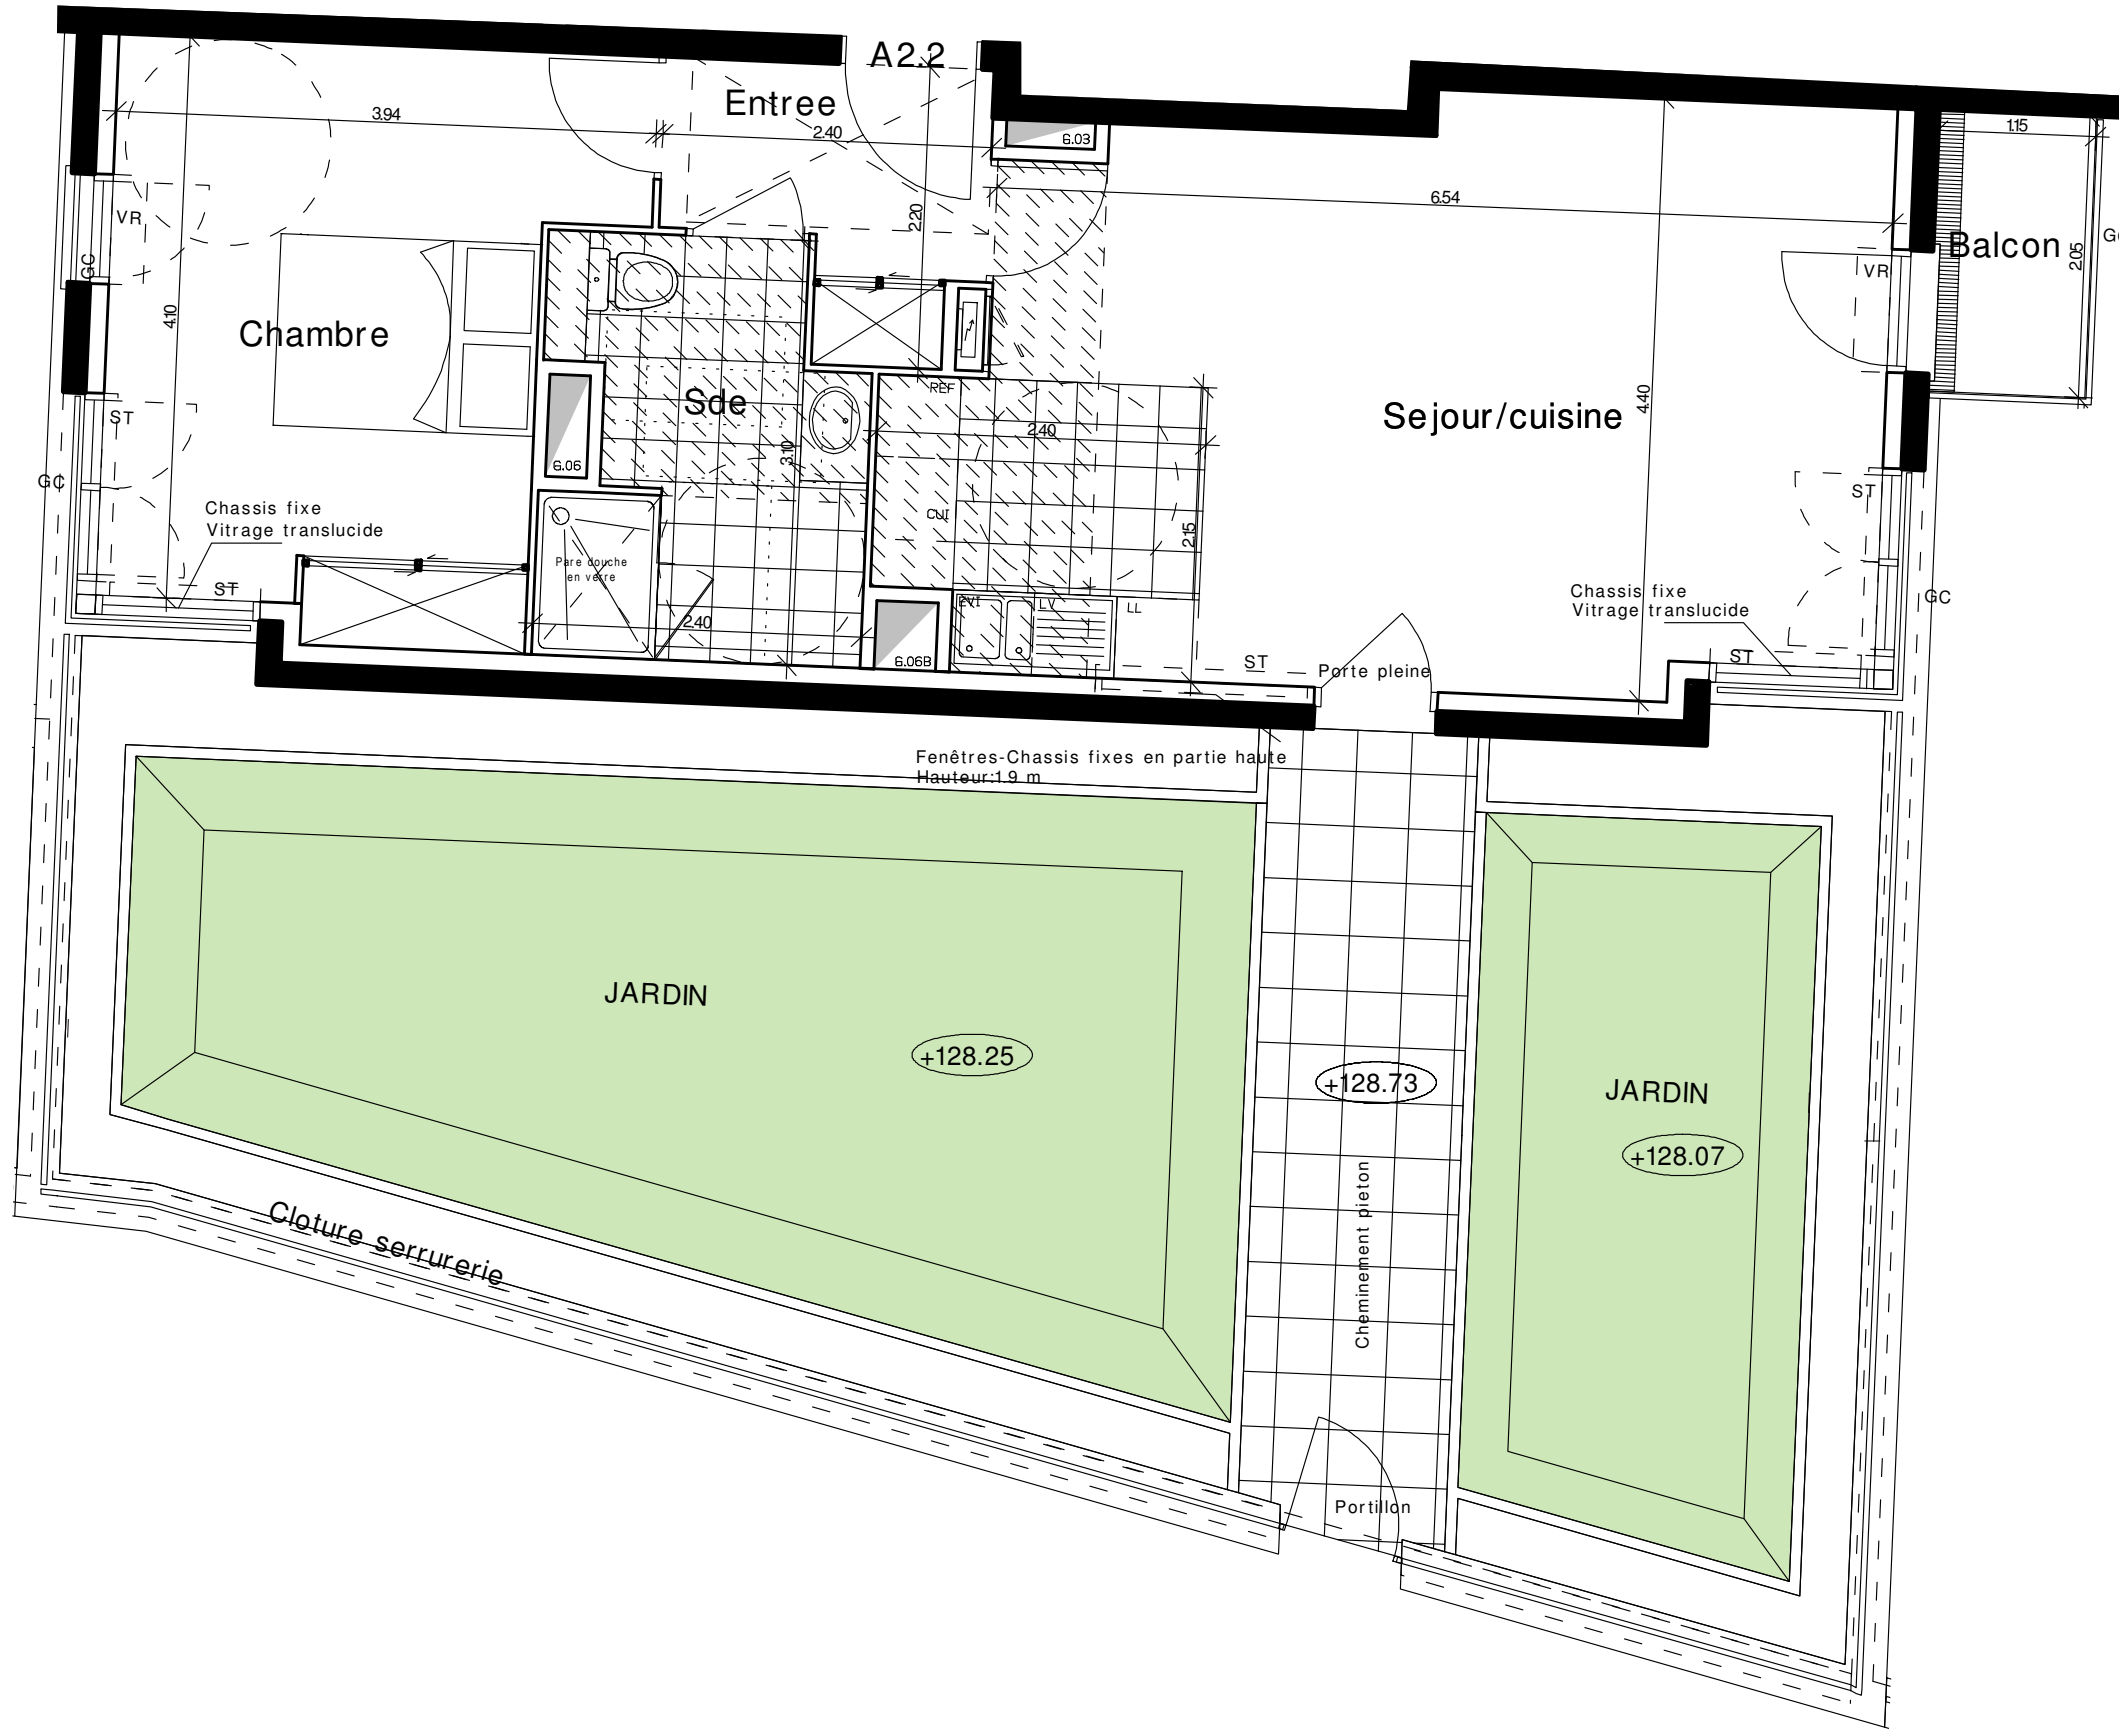 A2.2
Entree
3.94
2.40
6.03
1.15
6.54
2.20
VR
GC
Balcon
GC
2.05
VR
4.10
Chambre
REF
Sde
4.40
Sejour/cuisine
ST
2.40
3.10
6.06
GC
ST
Chassis fixe
Vitrage translucide
CUI
2.15
Pare douche
en verre
ST
Chassis fixe
Vitrage translucide
GC
EVI
LV
LL
2.40
6.06B
ST
Porte pleine
ST
Fenêtres-Chassis fixes en partie haute
Hauteur:1.9 m
JARDIN
+128.25
+128.73
JARDIN
+128.07
Cheminement pieton
Cloture serrurerie
Portillon